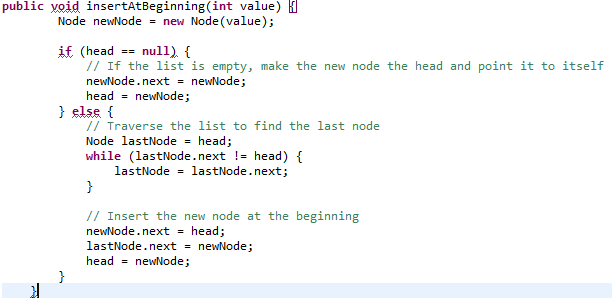 public void insertAtBeginning(int value) {
        Node newNode = new Node(value);

        if (head == null) {
            // If the list is empty, make the new node the head and point it to itself
            newNode.next = newNode;
            head = newNode;
        } else {
            // Traverse the list to find the last node
            Node lastNode = head;
            while (lastNode.next != head) {
                lastNode = lastNode.next;
            }

            // Insert the new node at the beginning
            newNode.next = head;
            lastNode.next = newNode;
            head = newNode;
        }
    }